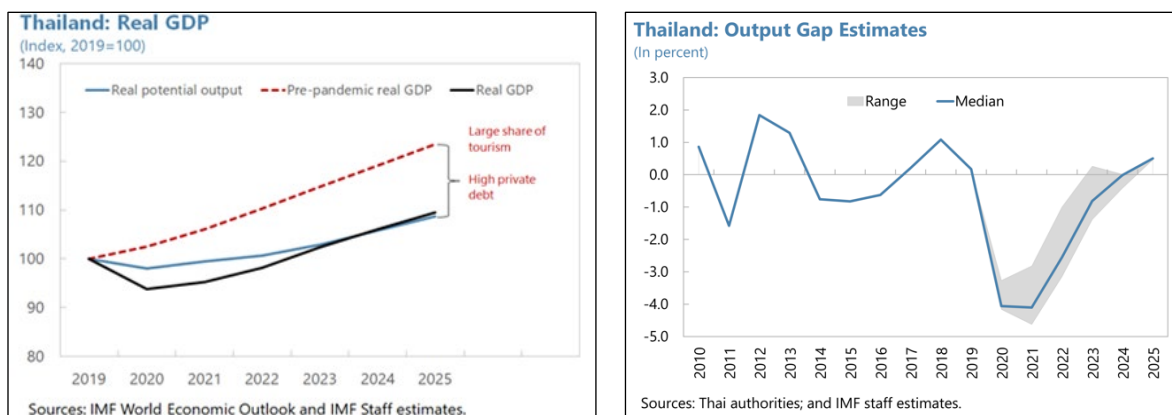 Thailand: Real GDP
(Index, 2019=100)
140
130
120
110
100
90
80
Real potential output
Pre-pandemic real GDP
Real GDP
Large share of
tourism
High private
debt
2019 2020 2021 2022 2023 2024 2025
Sources: IMF World Economic Outlook and IMF Staff estimates.
Thailand: Output Gap Estimates
(In percent)
3.0
2.0
1.0
0.0
-1.0
-2.0
-3.0
-4.0
-5.0
Range
Median
2010 2011 2012 2013 2014 2015 2016 2017 2018 2019 2020 2021 2022 2023 2024 2025
Sources: Thai authorities; and IMF staff estimates.